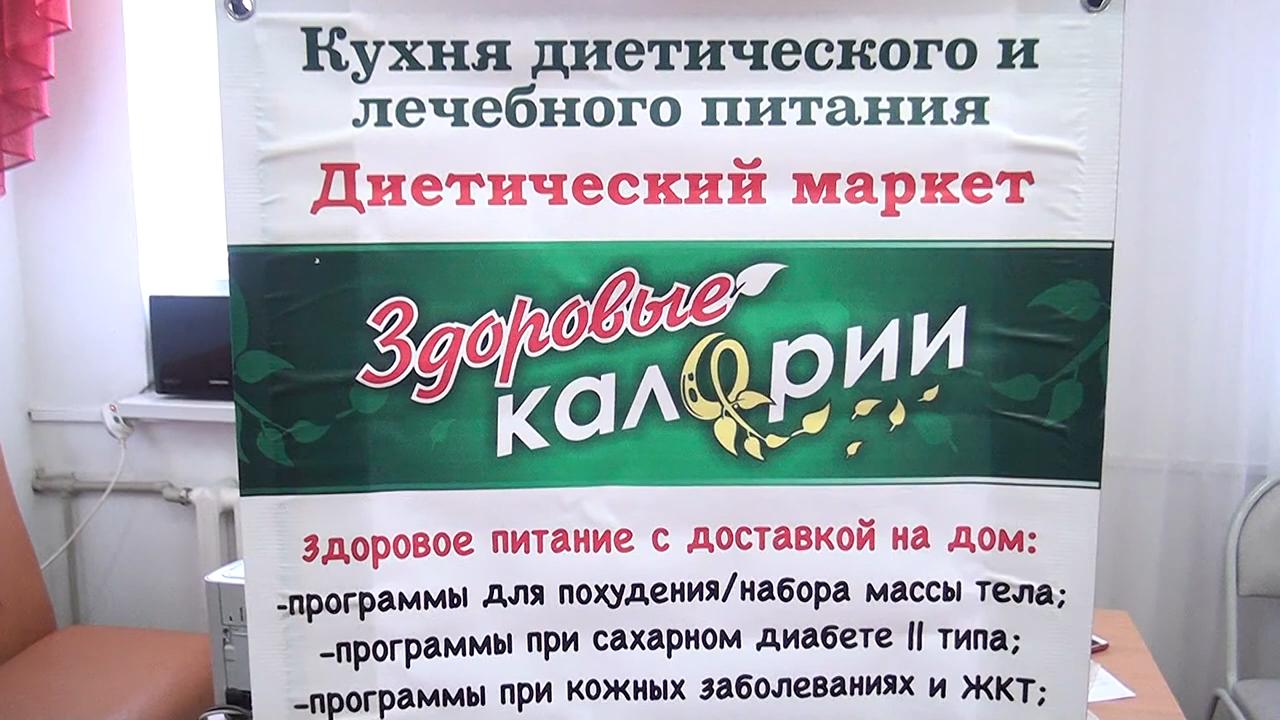 Кухня диетического и
лечебного питания
Диетический маркет
Здоровые
калории
Здоровое питание с доставкой на дом:
-программы для похудения/набора массы тела;
-программы при сахарном диабете II типа;
-программы при кожных заболеваниях и ЖКТ;